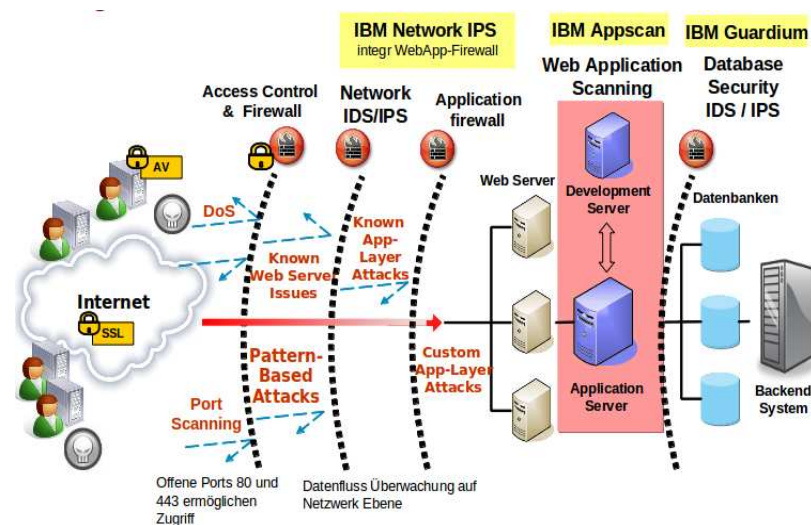 IBM Network IPS
integr WebApp-Firewall
IBM Appscan
IBM Guardium
Access Control
& Firewall
Network
IDS/IPS
Application
firewall
Web Application
Scanning
Database
Security
IDS / IPS
AV
DoS
Known
Web Server
Issues
Known
App-
Layer
Attacks
Web Server
Development
Server
Datenbanken
Internet
SSL
Pattern-
Based
Attacks
Custom
App-Layer
Attacks
Port
Scanning
Application
Server
Backend
System
Offene Ports 80 und
443 ermöglichen
Zugriff
Datenfluss Überwachung auf
Netzwerk Ebene